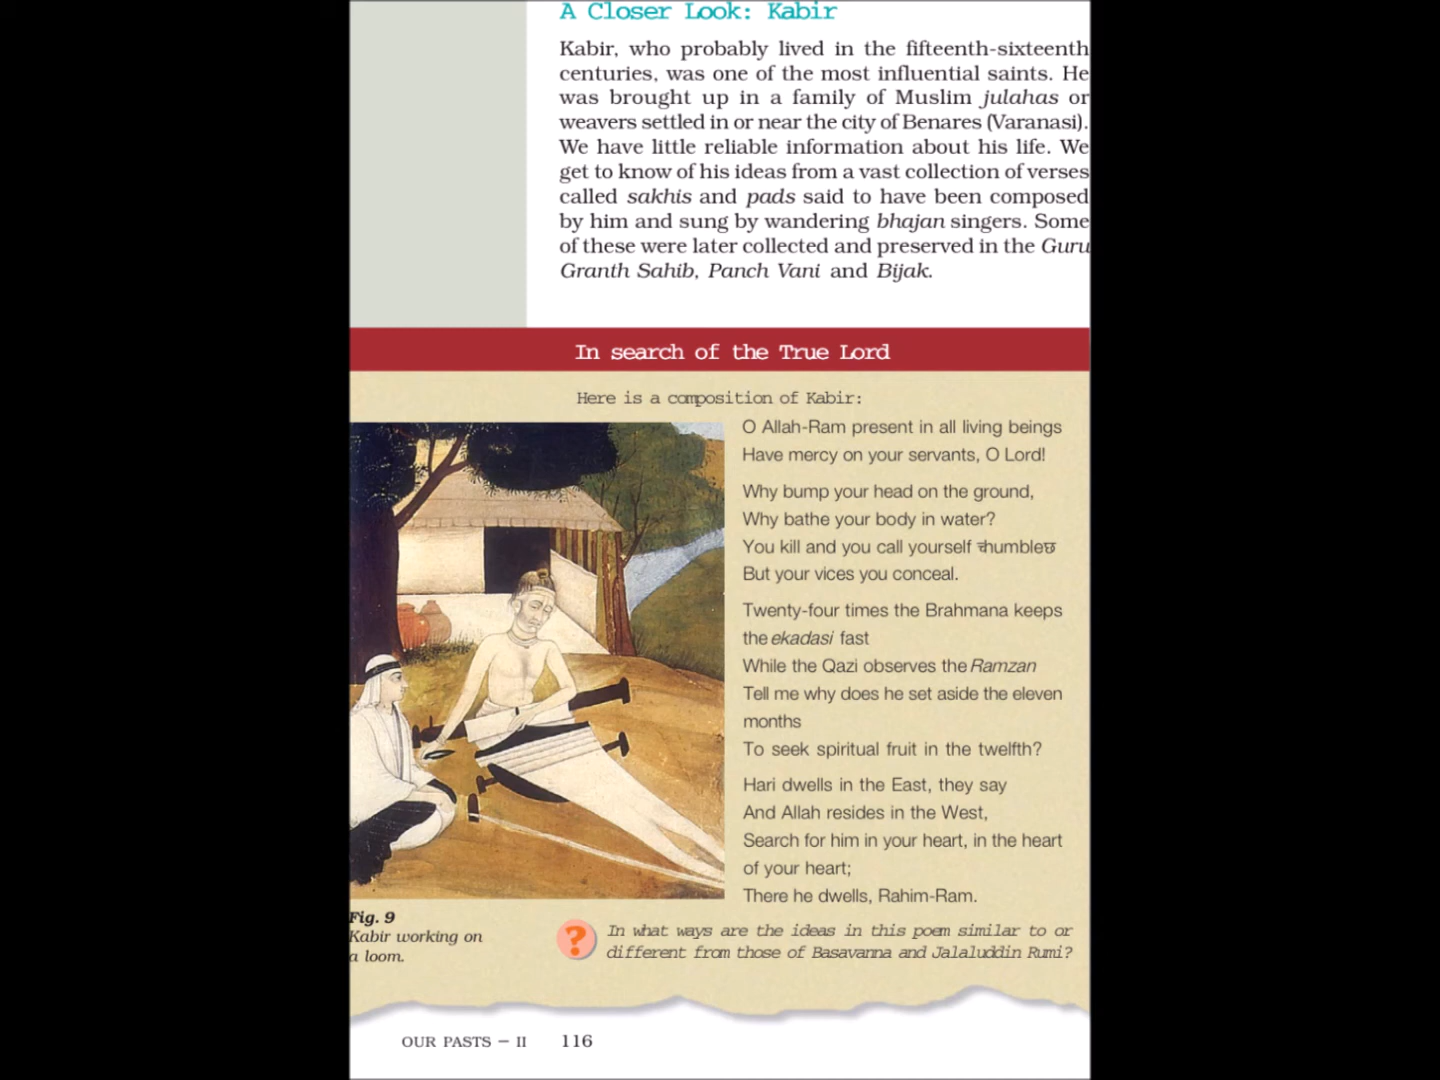 A Closer Look: Kabir
Kabir, who probably lived in the fifteenth-sixteenth
centuries, was one of the most influential saints. He
was brought up in a family of Muslim julahas or
weavers settled in or near the city of Benares (Varanasi).
We have little reliable information about his life. We
get to know of his ideas from a vast collection of verses
called sakhis and pads said to have been composed
by him and sung by wandering bhajan singers. Some
of these were later collected and preserved in the Guru
Granth Sahib, Panch Vani and Bijak.
In search of the True Lord
Here is a composition of Kabir:
O Allah-Ram present in all living beings
Have mercy on your servants, O Lord!
Why bump your head on the ground,
Why bathe your body in water?
You kill and you call yourself चhumbleछ
But your vices you conceal.
Twenty-four times the Brahmana keeps
the ekadasi fast
While the Qazi observes the Ramzan
Tell me why does he set aside the eleven
months
To seek spiritual fruit in the twelfth?
Hari dwells in the East, they say
And Allah resides in the West,
Search for him in your heart, in the heart
of your heart;
There he dwells, Rahim-Ram.
Fig. 9
Kabir working on
a loom.
?
In what ways are the ideas in this poem similar to or
different from those of Basavanna and Jalaluddin Rumi?
OUR PASTS – II 116